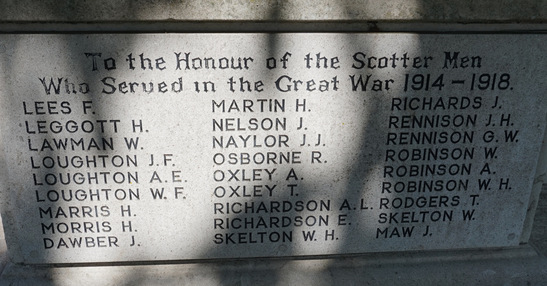 To the Honour of the Scotter Men
Who Served in the Great War 1914-1918.
LEES F.
LEGGOTT H.
LAWMAN W.
LOUGHTON J.F.
LOUGHTON A.E.
LOUGHTON W.F.
MARRIS H.
MORRIS H.
DAWBER J.
MARTIN H.
NELSON J.
NAYLOR J.J.
OSBORNE R.
OXLEY A.
OXLEY T.
RICHARDSON A.L.
RICHARDSON E.
SKELTON W.H.
RICHARDS J.
RENNISON J.H.
RENNISON G.W.
ROBINSON W.
ROBINSON A.
ROBINSON W.H.
RODGERS T.
SKELTON W.
MAW J.